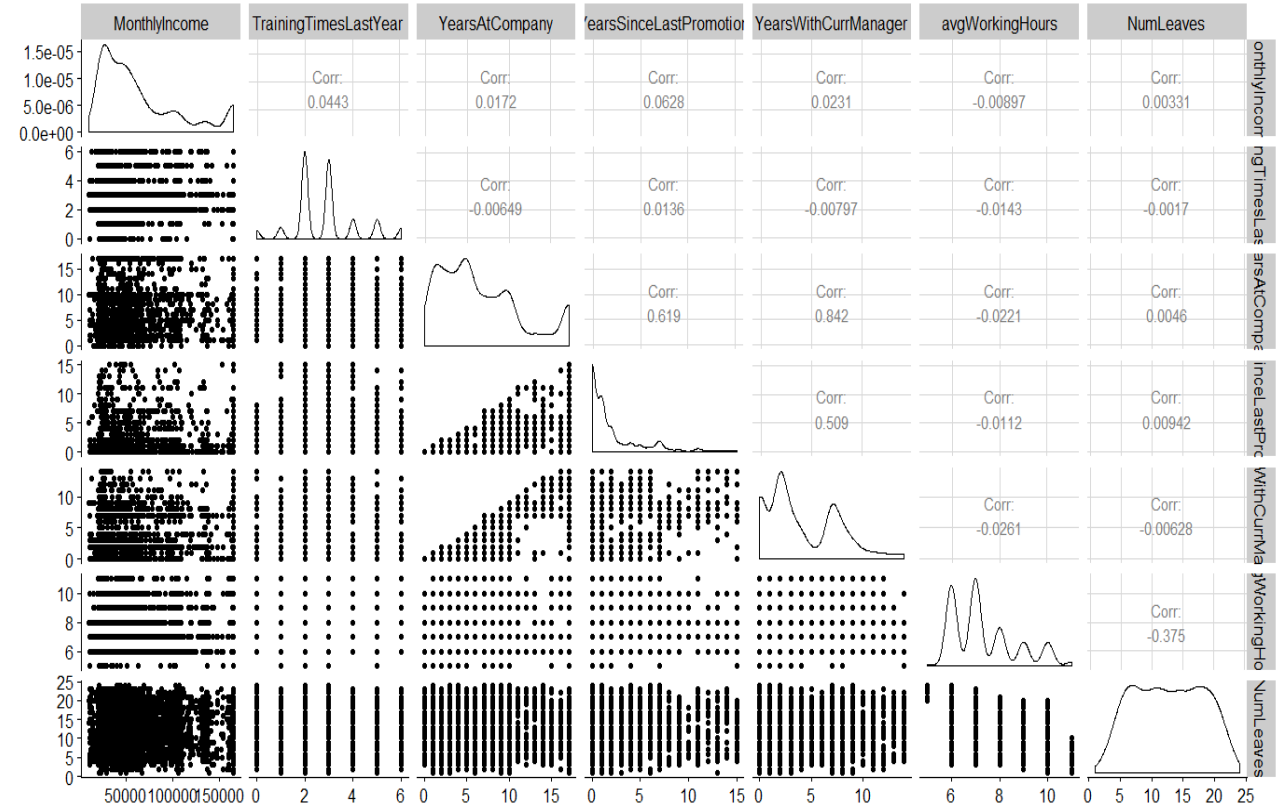 MonthlyIncome TrainingTimesLastYear YearsAtCompany YearsSinceLastPromotion YearsWithCurrManager avgWorkingHours NumLeaves
1.5e-05
1.0e-05
5.0e-06
0.0e+00
Corr: Corr: Corr: Corr: Corr: Corr:
0.0443 0.0172 0.0628 0.0231 -0.00897 0.00331
onthlyIncom
6
4
2
0
Corr: Corr: Corr: Corr: Corr:
-0.00649 0.0136 -0.00797 -0.0143 -0.0017
ngTimesLas
15
10
5
0
Corr: Corr: Corr: Corr:
0.619 0.842 -0.0221 0.0046
arsAtCompa
15
10
5
0
Corr: Corr: Corr:
0.509 -0.0112 0.00942
inceLastPro
10
5
0
Corr: Corr:
-0.0261 -0.00628
WithCurrMa
10
8
6
Corr:
-0.375
gWorkingHo
25
20
15
10
5
0
NumLeaves
50000 100000 150000 0 2 4 6 0 5 10 15 0 5 10 15 0 5 10 6 8 10 0 5 10 15 20 25